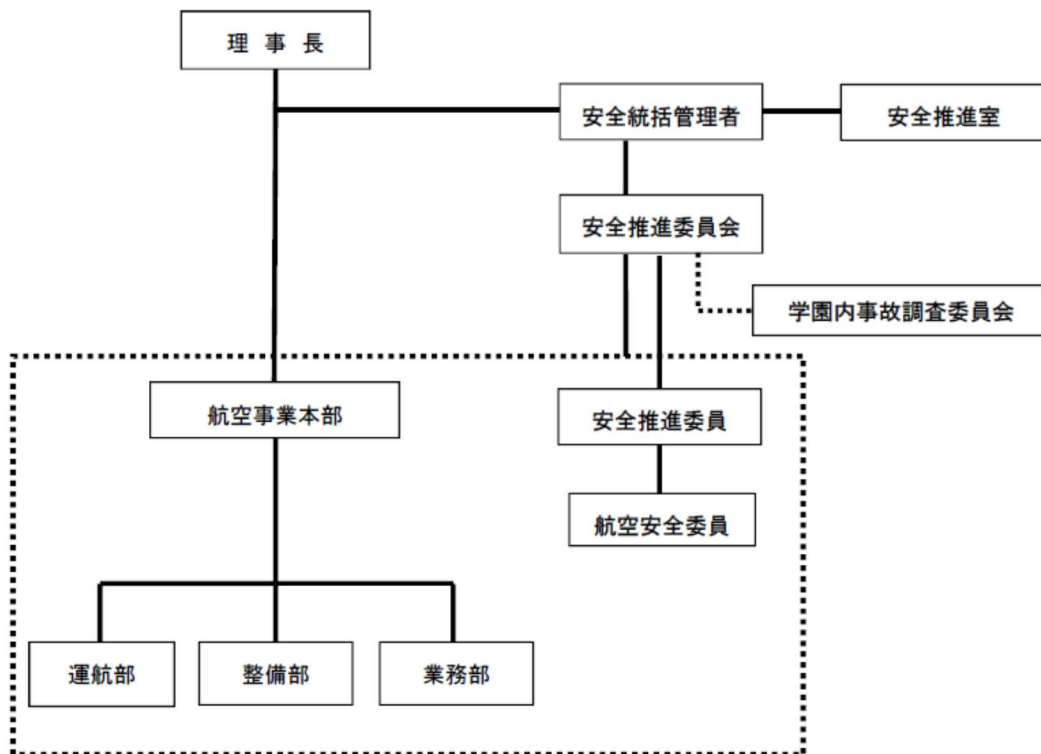 理 事 長
安全統括管理者
安全推進室
安全推進委員会
学園内事故調査委員会
航空事業本部
安全推進委員
航空安全委員
運航部
整備部
業務部